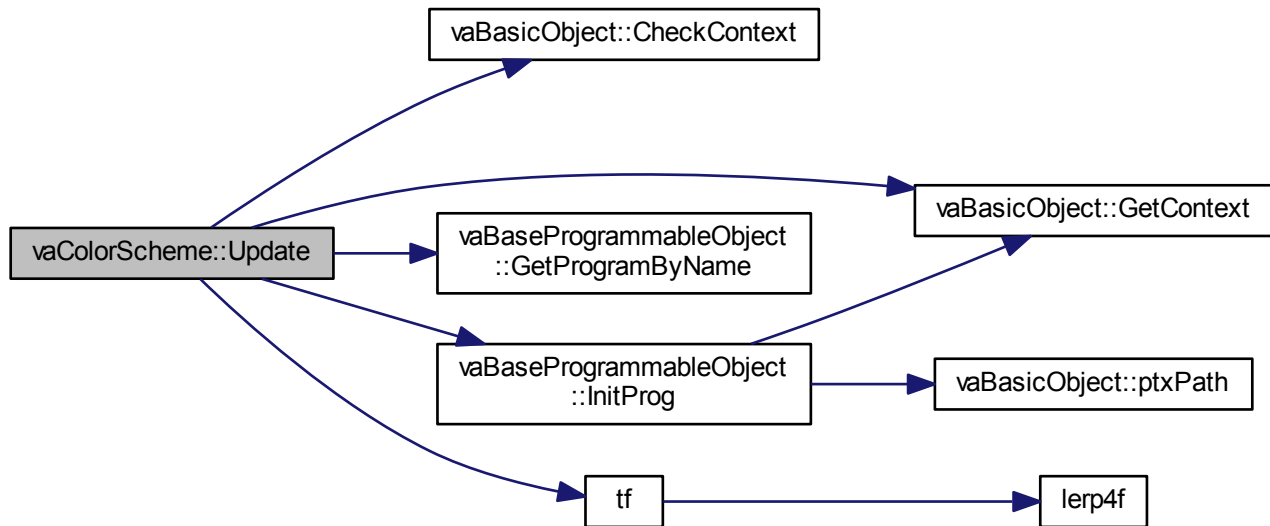 vaBasicObject::CheckContext
vaBasicObject::GetContext
vaColorScheme::Update
vaBaseProgrammableObject
::GetProgramByName
vaBaseProgrammableObject
::InitProg
vaBasicObject::ptxPath
tf
lerp4f